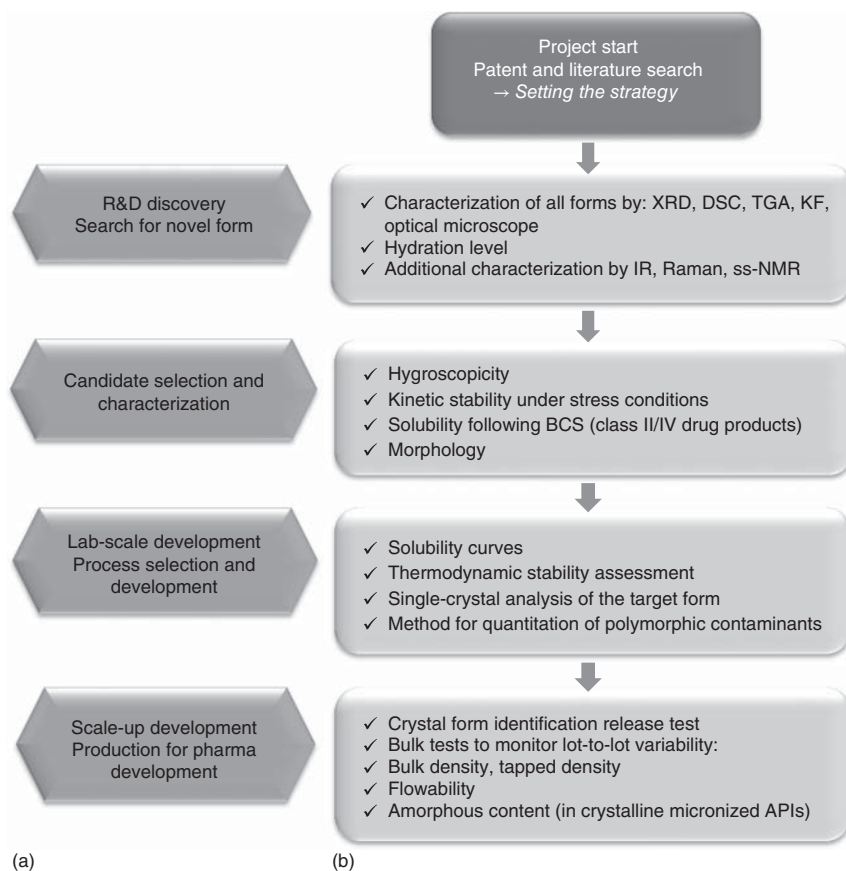 Project start
Patent and literature search
→ Setting the strategy
R&D discovery
Search for novel form
✓ Characterization of all forms by: XRD, DSC, TGA, KF,
optical microscope
✓ Hydration level
✓ Additional characterization by IR, Raman, ss-NMR
Candidate selection and
characterization
✓ Hygroscopicity
✓ Kinetic stability under stress conditions
✓ Solubility following BCS (class II/IV drug products)
✓ Morphology
Lab-scale development
Process selection and
development
✓ Solubility curves
✓ Thermodynamic stability assessment
✓ Single-crystal analysis of the target form
✓ Method for quantitation of polymorphic contaminants
Scale-up development
Production for pharma
development
✓ Crystal form identification release test
✓ Bulk tests to monitor lot-to-lot variability:
✓ Bulk density, tapped density
✓ Flowability
✓ Amorphous content (in crystalline micronized APIs)
(a)
(b)